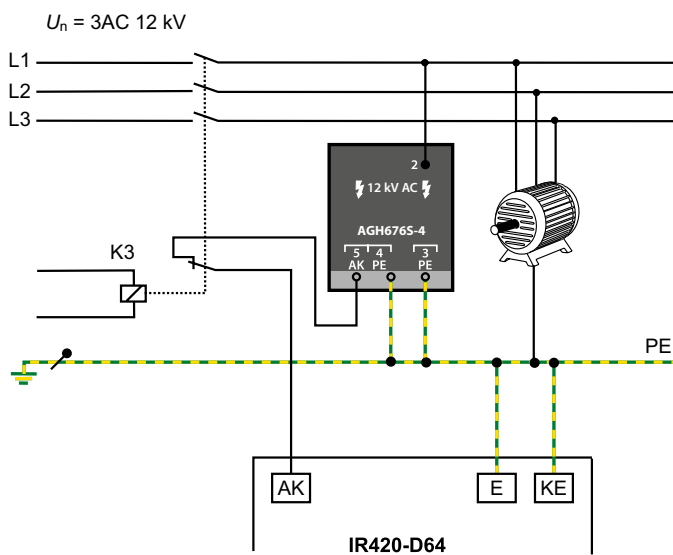 Un = 3AC 12 kV
L1
L2
L3
2
12 kV AC
AGH676S-4
5 4 3
AK PE PE
K3
PE
AK E KE
IR420-D64